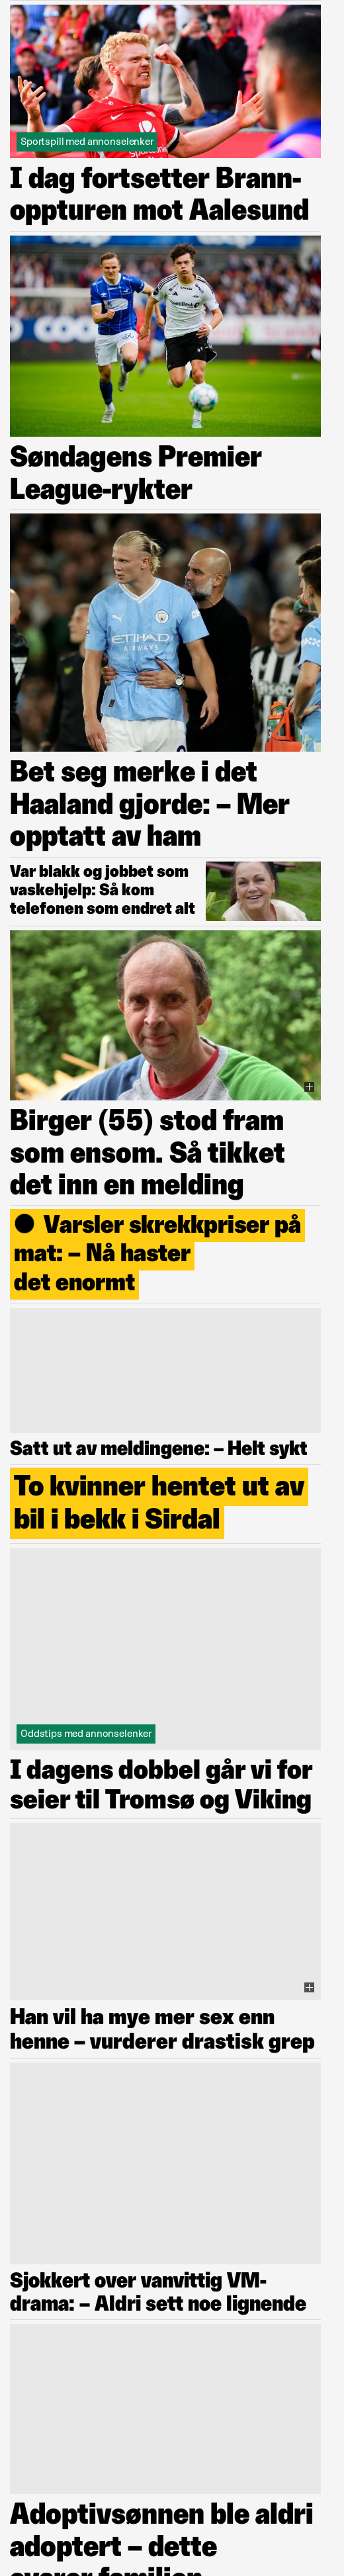 Sportspill med annonselenker
I dag fortsetter Brann-
oppturen mot Aalesund
Søndagens Premier
League-rykter
ETIHAD
AIRWAYS
Bet seg merke i det
Haaland gjorde: – Mer
opptatt av ham
Var blakk og jobbet som
vaskehjelp: Så kom
telefonen som endret alt
Birger (55) stod fram
som ensom. Så tikket
det inn en melding
Varsler skrekkpriser på
mat: – Nå haster
det enormt
Satt ut av meldingene: – Helt sykt
To kvinner hentet ut av
bil i bekk i Sirdal
Oddstips med annonselenker
I dagens dobbel går vi for
seier til Tromsø og Viking
Han vil ha mye mer sex enn
henne – vurderer drastisk grep
Sjokkert over vanvittig VM-
drama: – Aldri sett noe lignende
Adoptivsønnen ble aldri
adoptert – dette